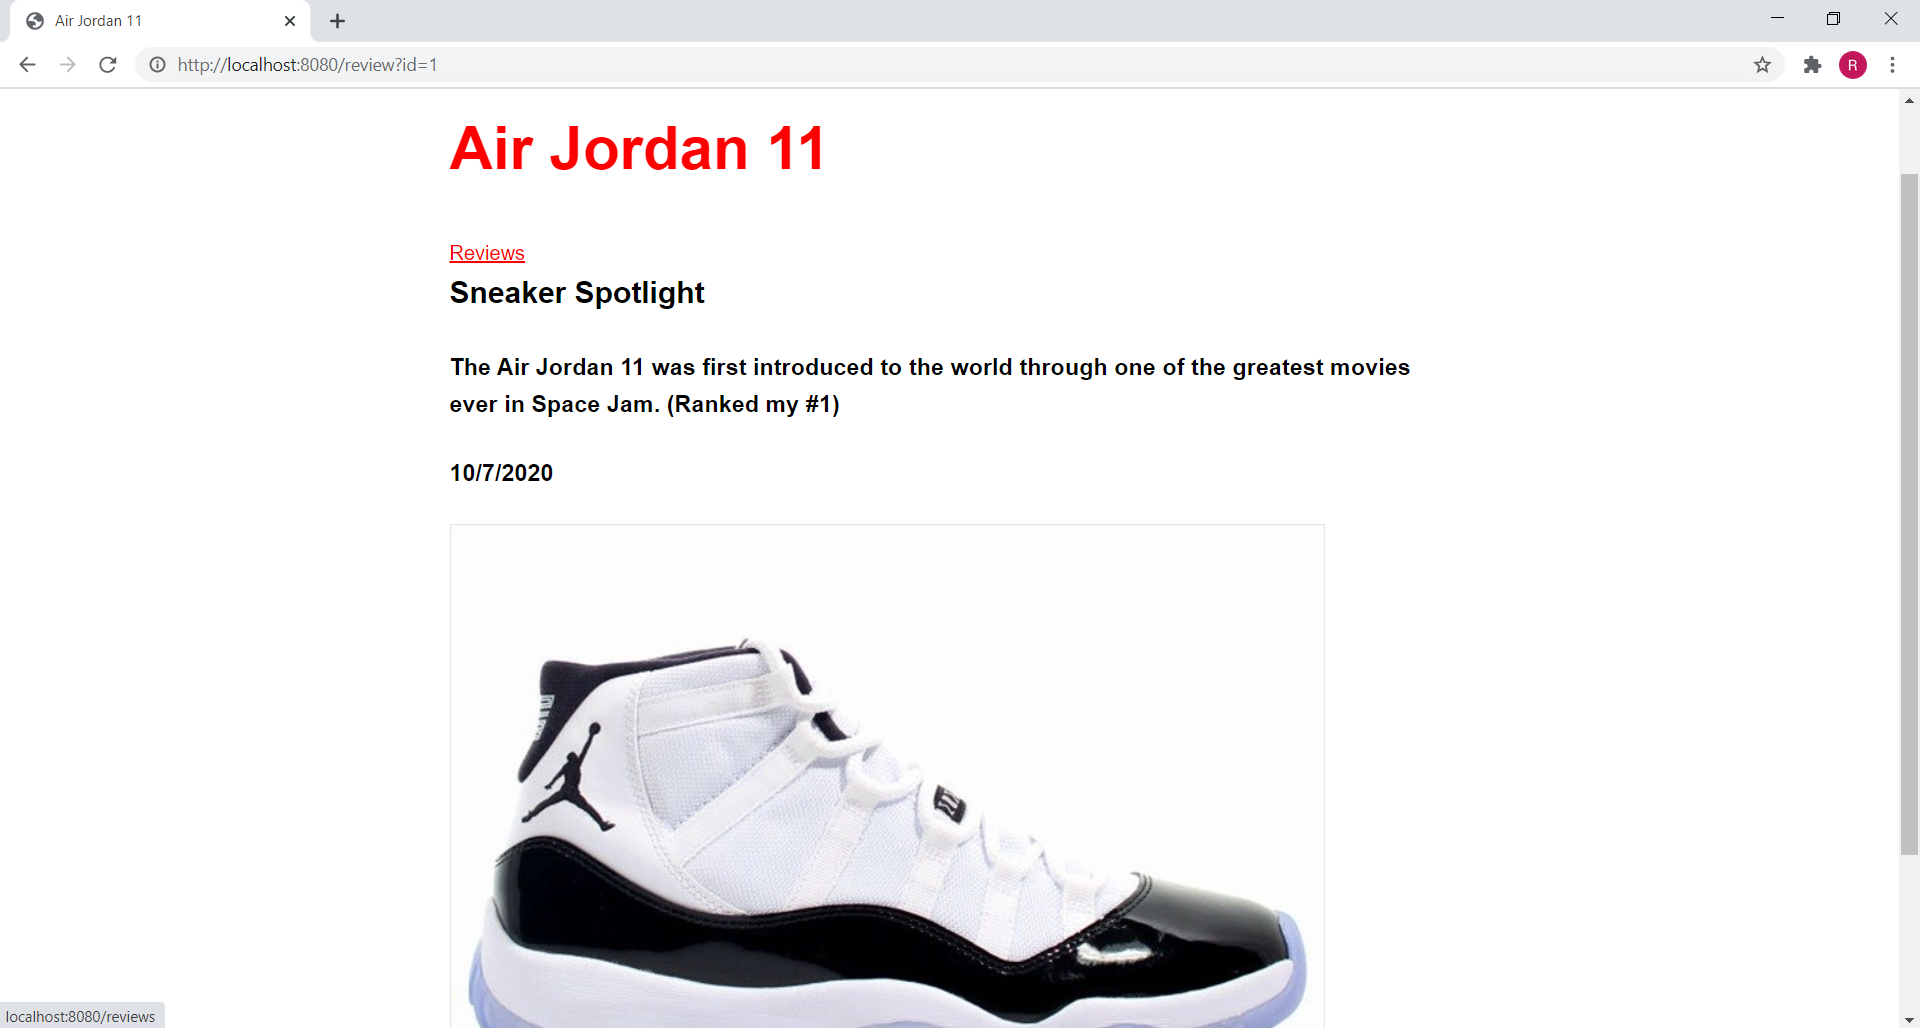 Air Jordan 11
http://localhost:8080/review?id=1
R
Air Jordan 11
Reviews
Sneaker Spotlight
The Air Jordan 11 was first introduced to the world through one of the greatest movies
ever in Space Jam. (Ranked my #1)
10/7/2020
localhost:8080/reviews